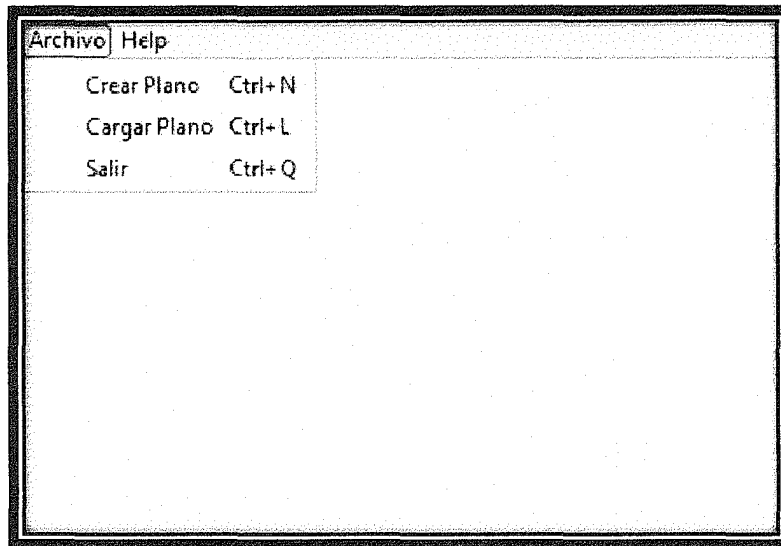 Archivo Help
Crear Plano Ctrl+N
Cargar Plano Ctrl+L
Salir Ctrl+Q